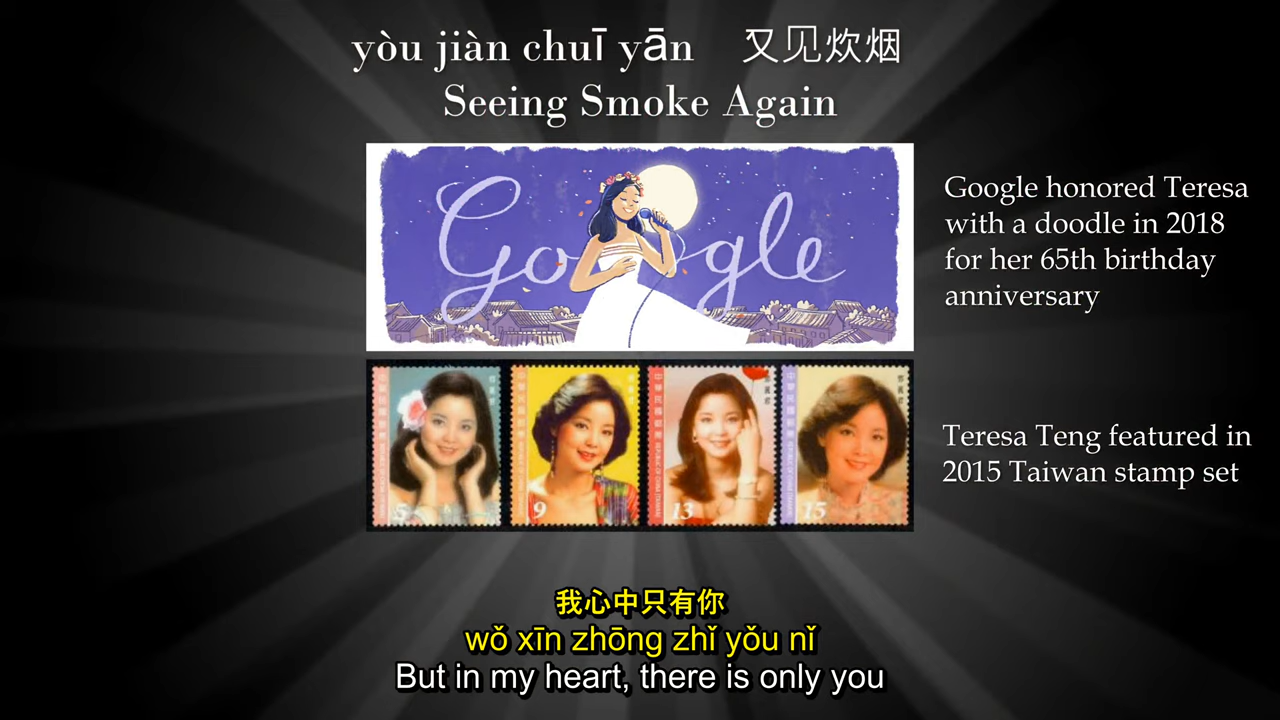 yòu jiàn chuī yān 又见炊烟
Seeing Smoke Again
Google
Google honored Teresa
with a doodle in 2018
for her 65th birthday
anniversary
5
9
13
15
Teresa Teng featured in
2015 Taiwan stamp set
我心中只有你
wǒ xīn zhōng zhǐ yǒu nǐ
But in my heart, there is only you